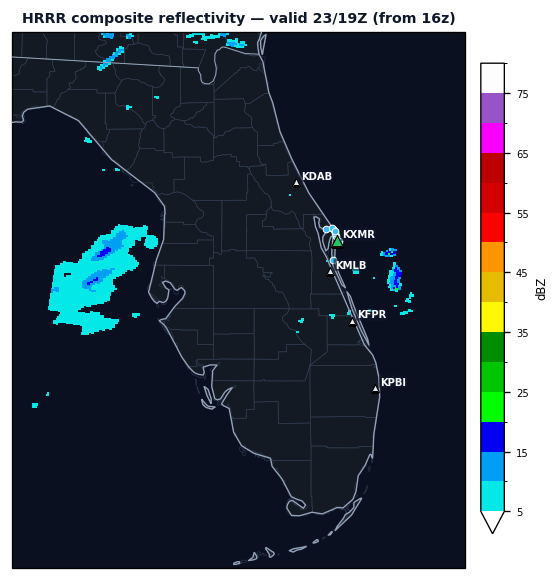 HRRR composite reflectivity — valid 23/19Z (from 16z)
KDAB
KXMR
KMLB
KFPR
KPBI
75
65
55
45
35
25
15
5
dBZ